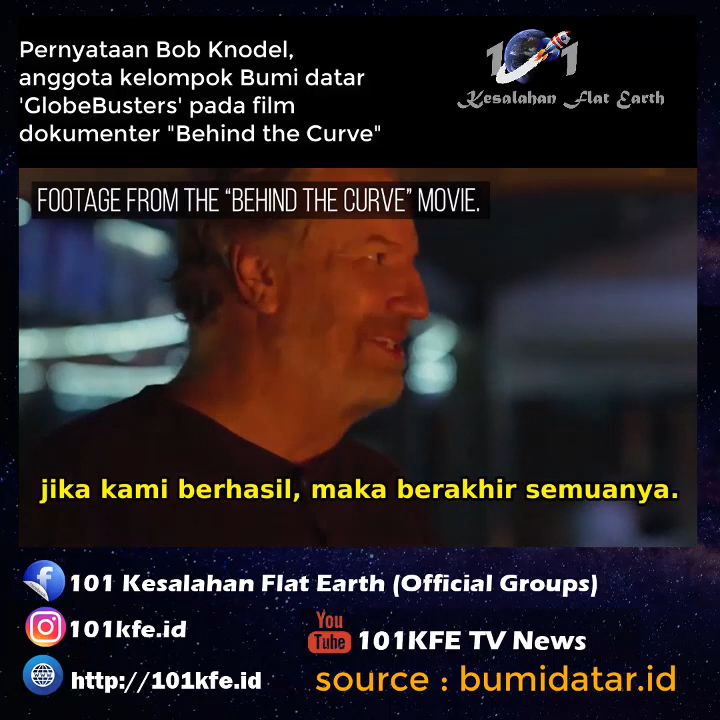 Pernyataan Bob Knodel,
anggota kelompok Bumi datar
'GlobeBusters' pada film
dokumenter "Behind the Curve"
101
Kesalahan Flat Earth
FOOTAGE FROM THE “BEHIND THE CURVE” MOVIE.
jika kami berhasil, maka berakhir semuanya.
101 Kesalahan Flat Earth (Official Groups)
101kfe.id
You Tube 101KFE TV News
http://101kfe.id
source : bumidatar.id